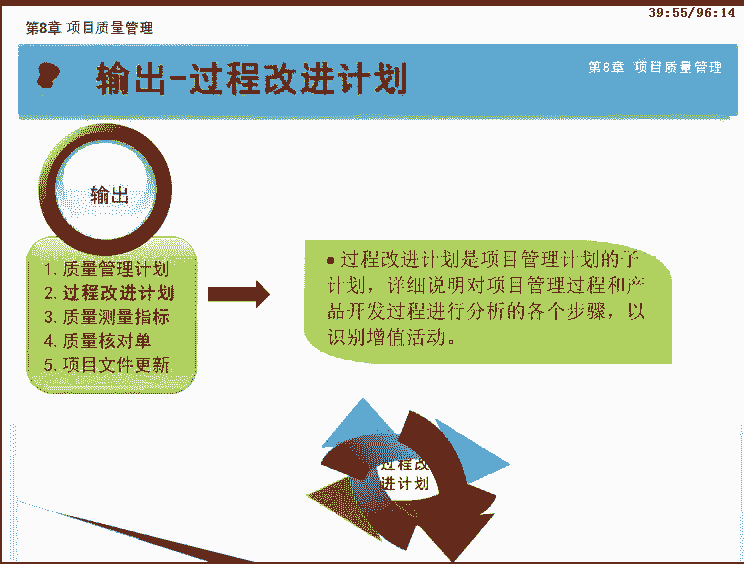 39:55/96:14
第8章 项目质量管理
输出-过程改进计划
第8章 项目质量管理
输出
1. 质量管理计划
2. 过程改进计划
3. 质量测量指标
4. 质量核对单
5. 项目文件更新
● 过程改进计划是项目管理计划的子
计划，详细说明对项目管理过程和产
品开发过程进行分析的各个步骤，以
识别增值活动。
过程改
进计划